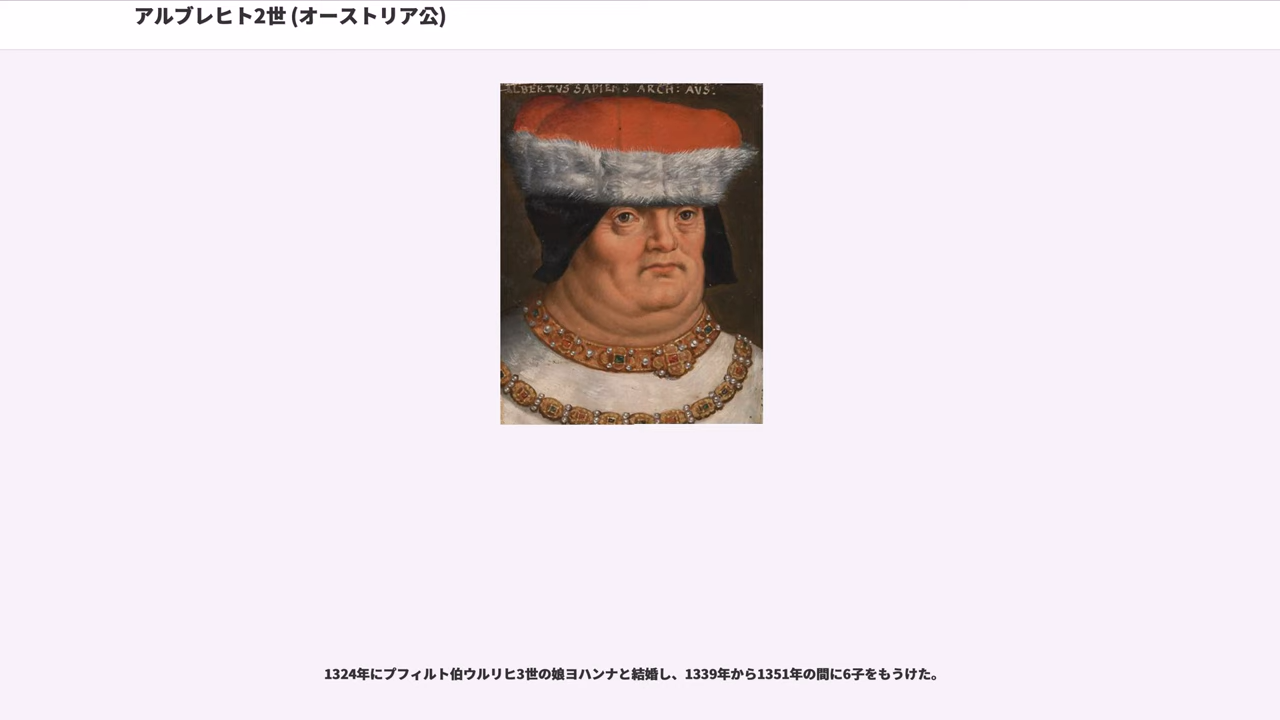 アルブレヒト2世 (オーストリア公)
ELBERTVS SAPIENS ARCH: AVS:
1324年にプフィルト伯ウルリヒ3世の娘ヨハンナと結婚し、1339年から1351年の間に6子をもうけた。